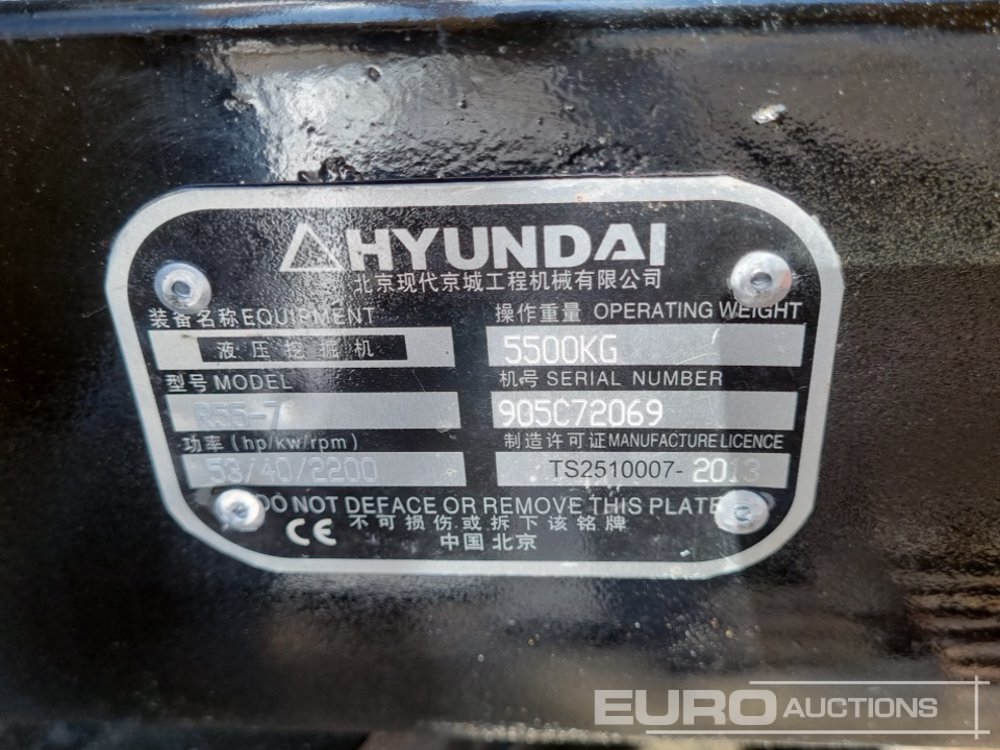 HYUNDAI
北京现代京城工程机械有限公司
装备名称 EQUIPMENT
液压挖掘机
操作重量 OPERATING WEIGHT
5500KG
型号 MODEL
R55-7
机号 SERIAL NUMBER
905C72069
功率 (hp/kw/rpm)
53/40/2200
制造许可证 MANUFACTURE LICENCE
TS2510007-2013
DO NOT DEFACE OR REMOVE THIS PLATE
CE 不可损伤或拆下该铭牌
中国 北京
EURO AUCTIONS